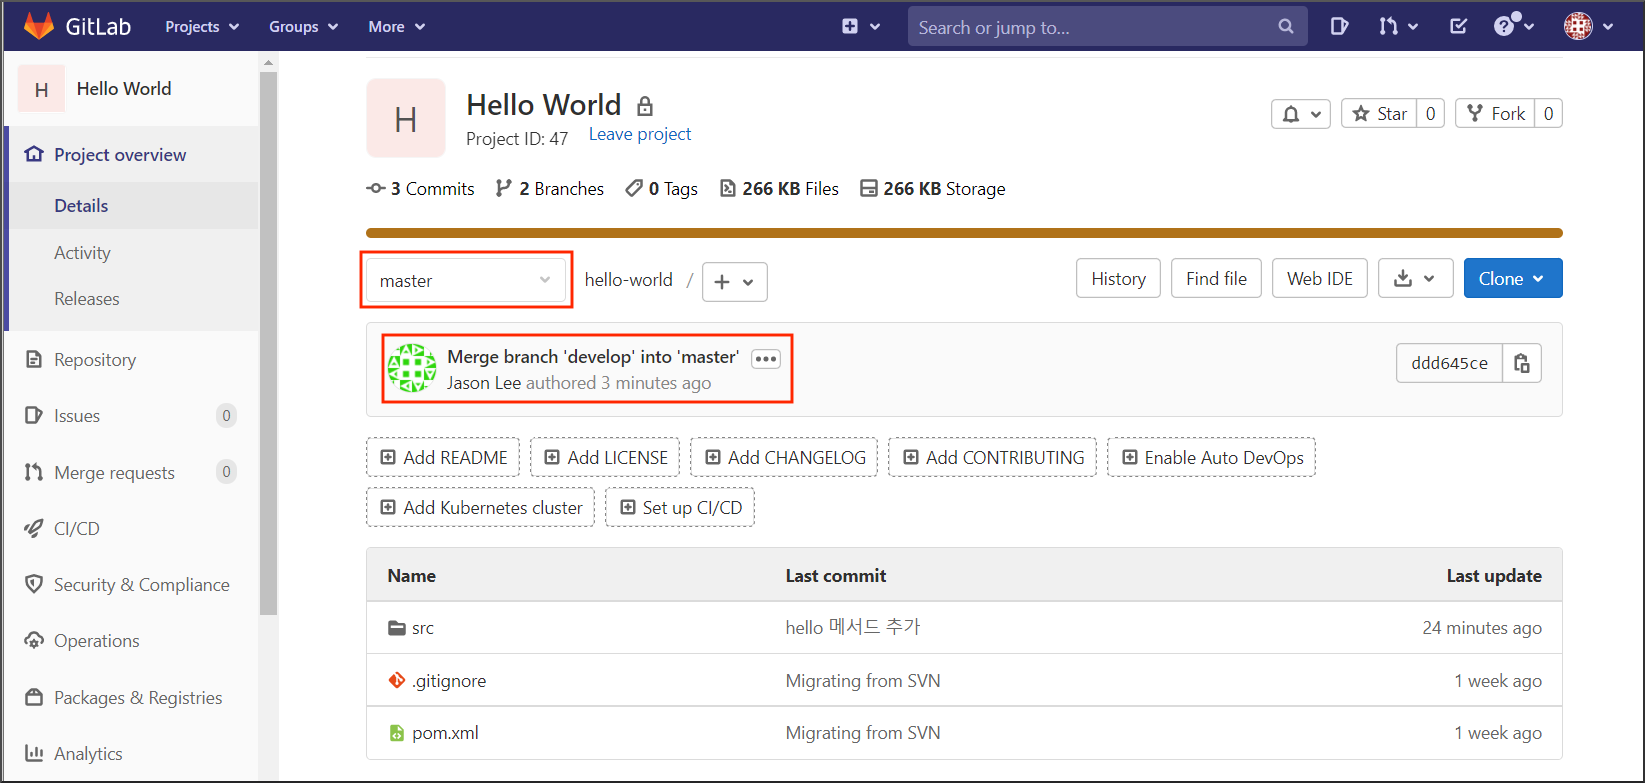 GitLab Projects Groups More Search or jump to...
H Hello World
Project overview
Details
Activity
Releases
Repository
Issues 0
Merge requests 0
CI/CD
Security & Compliance
Operations
Packages & Registries
Analytics
H
Hello World
Project ID: 47 Leave project
Star 0 Fork 0
3 Commits 2 Branches 0 Tags 266 KB Files 266 KB Storage
master hello-world / + History Find file Web IDE Clone
Merge branch 'develop' into 'master'
Jason Lee authored 3 minutes ago
ddd645ce
Add README Add LICENSE Add CHANGELOG Add CONTRIBUTING Enable Auto DevOps
Add Kubernetes cluster Set up CI/CD
Name Last commit Last update
src hello 메서드 추가 24 minutes ago
.gitignore Migrating from SVN 1 week ago
pom.xml Migrating from SVN 1 week ago